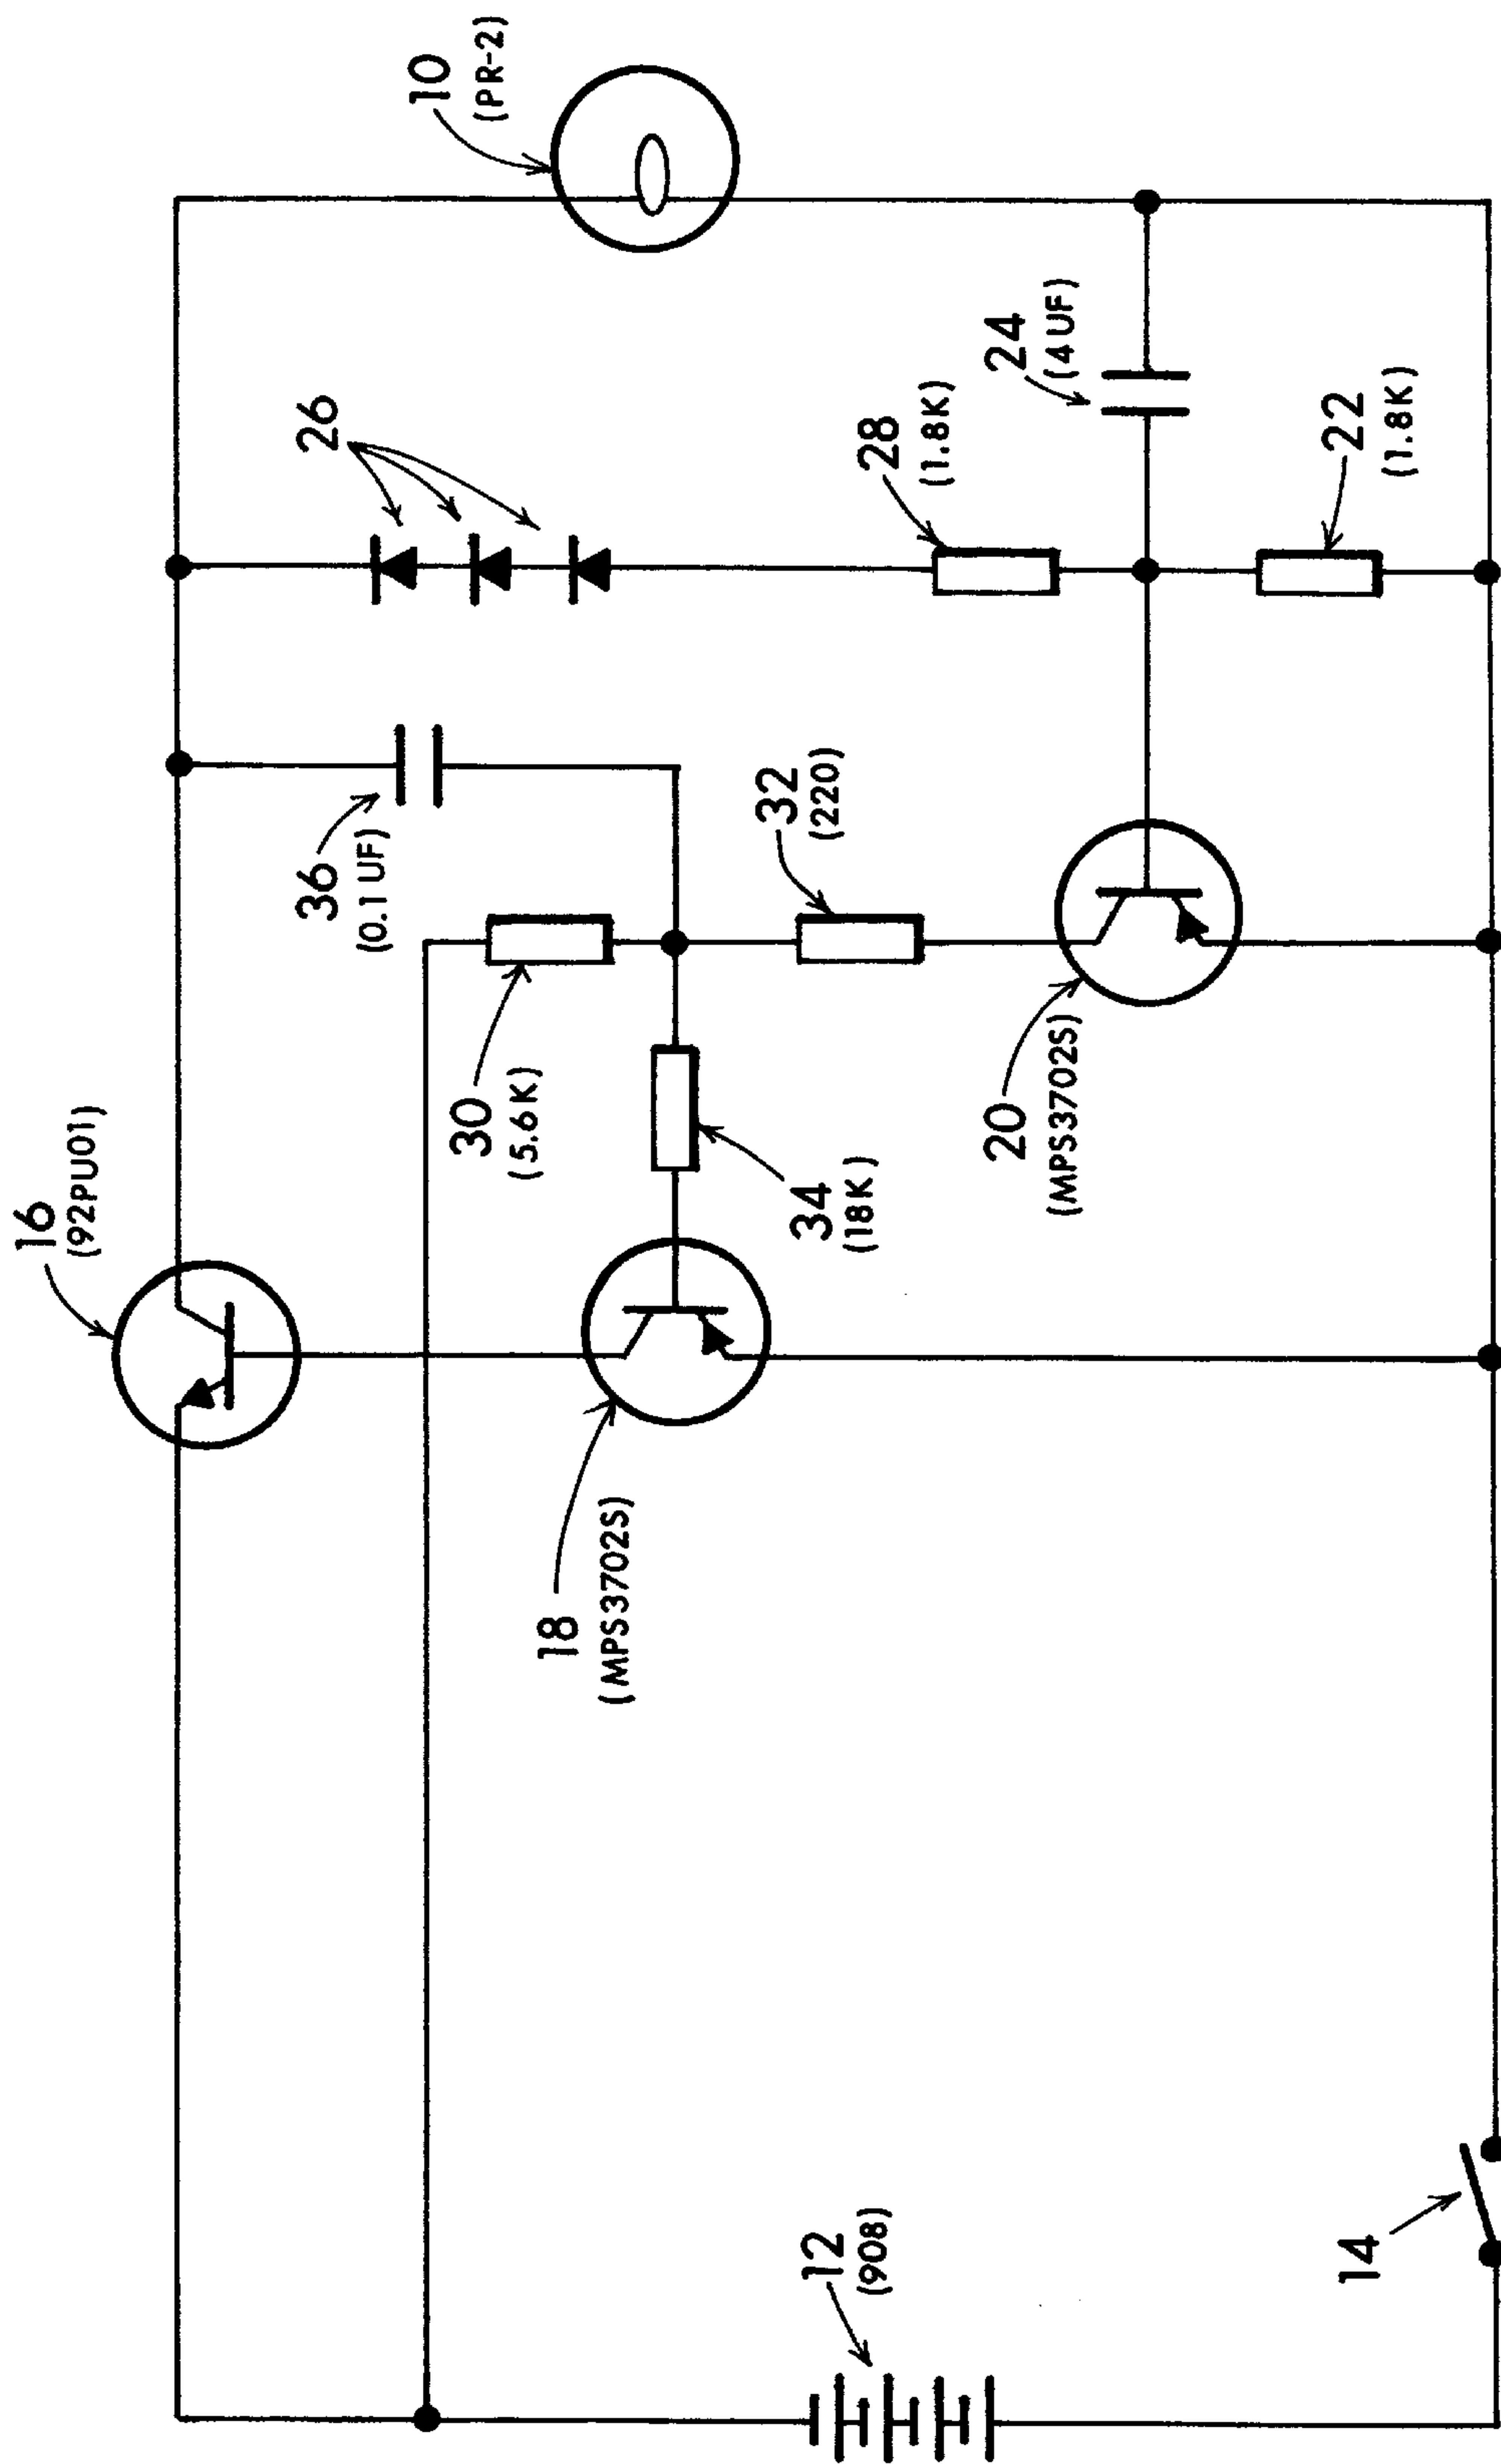 16
(92PU01)
10
(PR-2)
26
36
(0.1 UF)
30
(5.6K)
32
(220)
28
(1.8K)
24
(4 UF)
34
(18K)
18
(MPS3702S)
20
(MPS3702S)
22
(1.8K)
12
(908)
14